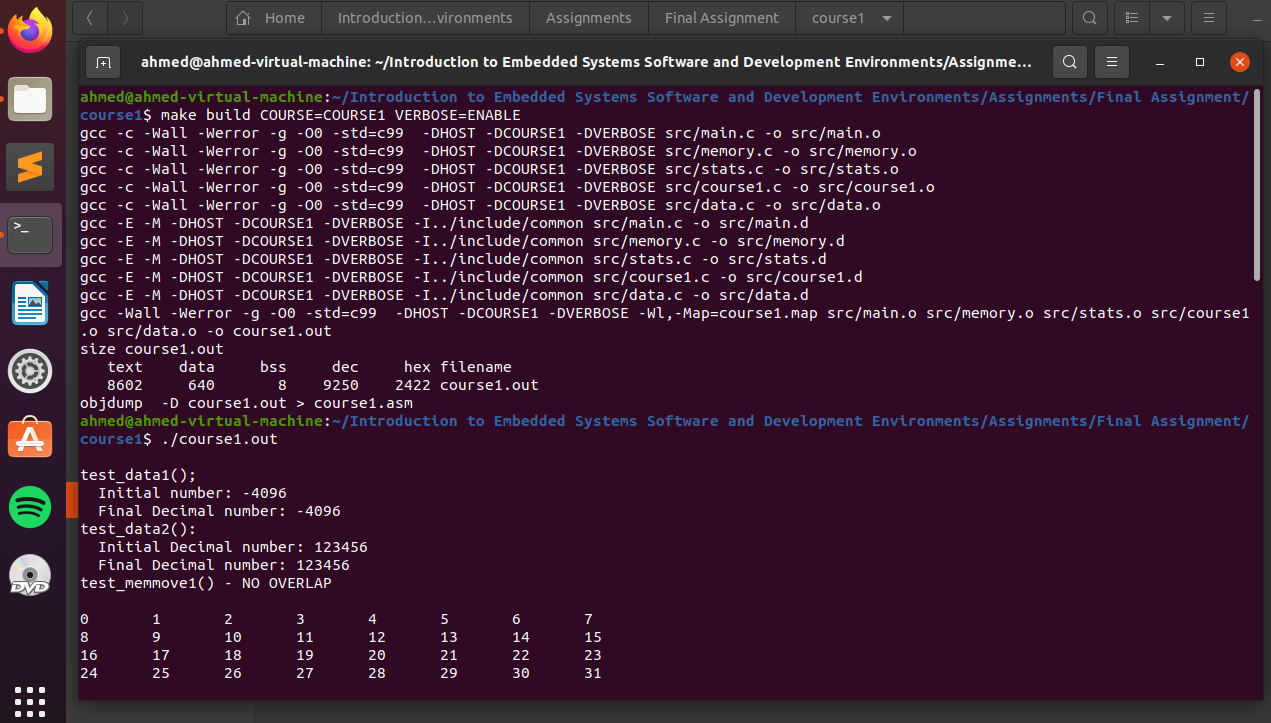 Home Introduction...vironments Assignments Final Assignment course1
ahmed@ahmed-virtual-machine: ~/Introduction to Embedded Systems Software and Development Environments/Assignme...
ahmed@ahmed-virtual-machine:~/Introduction to Embedded Systems Software and Development Environments/Assignments/Final Assignment/
course1$ make build COURSE=COURSE1 VERBOSE=ENABLE
gcc -c -Wall -Werror -g -O0 -std=c99  -DHOST -DCOURSE1 -DVERBOSE src/main.c -o src/main.o
gcc -c -Wall -Werror -g -O0 -std=c99  -DHOST -DCOURSE1 -DVERBOSE src/memory.c -o src/memory.o
gcc -c -Wall -Werror -g -O0 -std=c99  -DHOST -DCOURSE1 -DVERBOSE src/stats.c -o src/stats.o
gcc -c -Wall -Werror -g -O0 -std=c99  -DHOST -DCOURSE1 -DVERBOSE src/course1.c -o src/course1.o
gcc -c -Wall -Werror -g -O0 -std=c99  -DHOST -DCOURSE1 -DVERBOSE src/data.c -o src/data.o
gcc -E -M -DHOST -DCOURSE1 -DVERBOSE -I../include/common src/main.c -o src/main.d
gcc -E -M -DHOST -DCOURSE1 -DVERBOSE -I../include/common src/memory.c -o src/memory.d
gcc -E -M -DHOST -DCOURSE1 -DVERBOSE -I../include/common src/stats.c -o src/stats.d
gcc -E -M -DHOST -DCOURSE1 -DVERBOSE -I../include/common src/course1.c -o src/course1.d
gcc -E -M -DHOST -DCOURSE1 -DVERBOSE -I../include/common src/data.c -o src/data.d
gcc -Wall -Werror -g -O0 -std=c99  -DHOST -DCOURSE1 -DVERBOSE -Wl,-Map=course1.map src/main.o src/memory.o src/stats.o src/course1
.o src/data.o -o course1.out
size course1.out
   text    data     bss     dec     hex filename
   8602     640       8    9250    2422 course1.out
objdump  -D course1.out > course1.asm
ahmed@ahmed-virtual-machine:~/Introduction to Embedded Systems Software and Development Environments/Assignments/Final Assignment/
course1$ ./course1.out
test_data1();
  Initial number: -4096
  Final Decimal number: -4096
test_data2():
  Initial Decimal number: 123456
  Final Decimal number: 123456
test_memmove1() - NO OVERLAP
0       1       2       3       4       5       6       7
8       9       10      11      12      13      14      15
16      17      18      19      20      21      22      23
24      25      26      27      28      29      30      31
>_
DVD